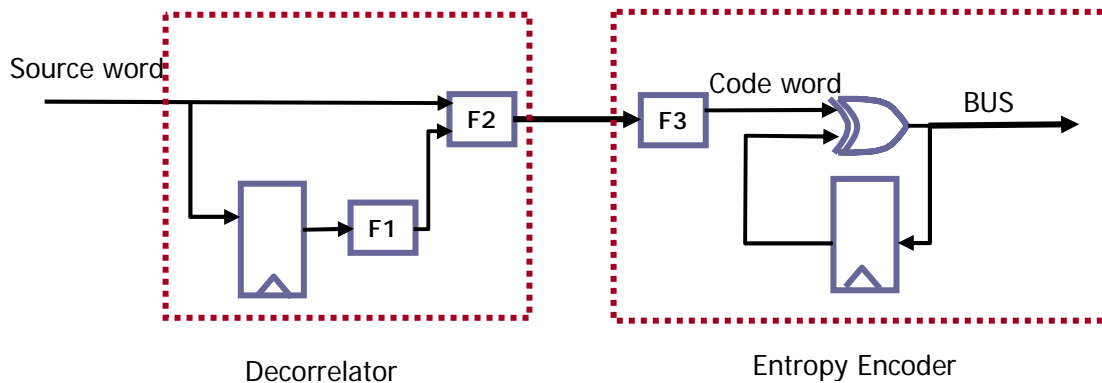 Source word
F2
F1
Decorrelator
F3
Code word
BUS
Entropy Encoder